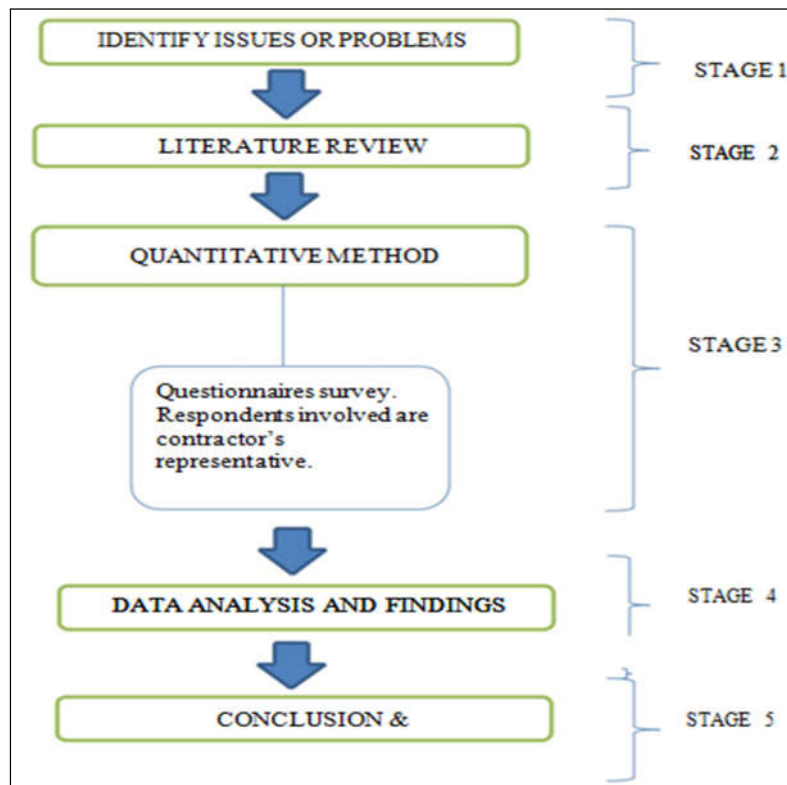 IDENTIFY ISSUES OR PROBLEMS
STAGE 1
LITERATURE REVIEW
STAGE 2
QUANTITATIVE METHOD
STAGE 3
Questionnaires survey.
Respondents involved are
contractor's
representative.
DATA ANALYSIS AND FINDINGS
STAGE 4
CONCLUSION &
STAGE 5